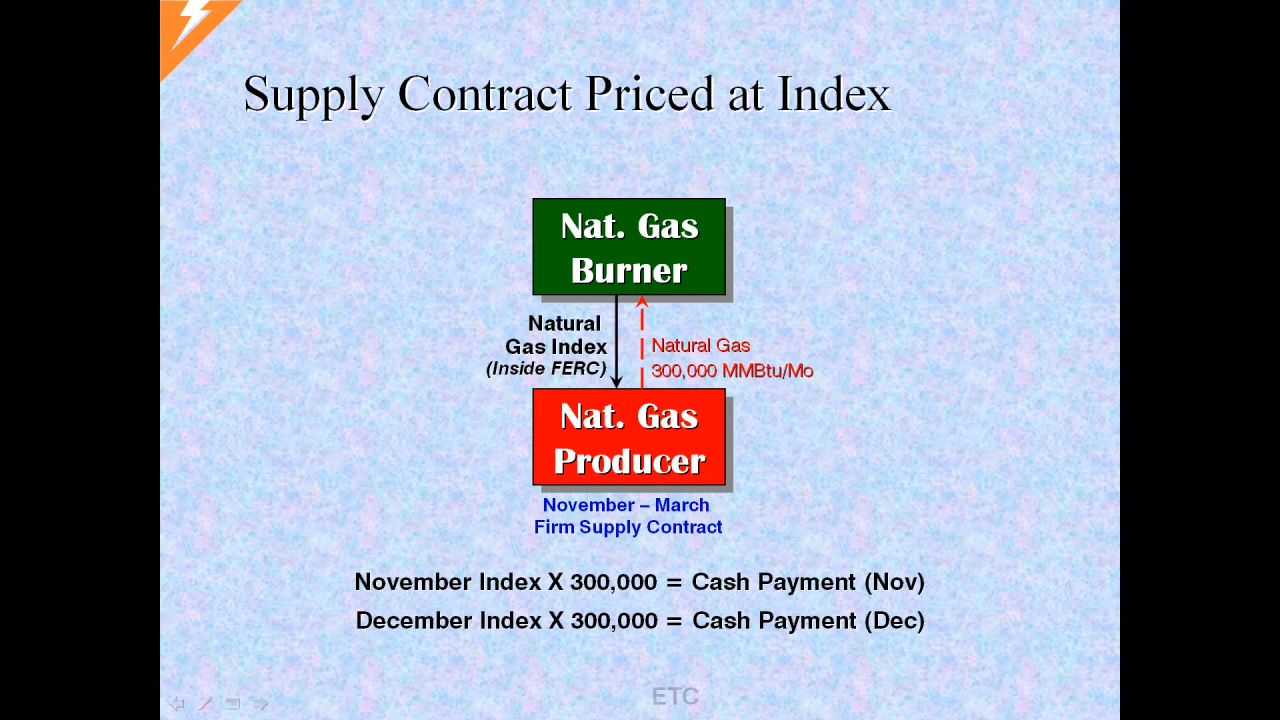 Supply Contract Priced at Index
Nat. Gas
Burner
Natural
Gas Index
(Inside FERC)
Natural Gas
300,000 MMBtu/Mo
Nat. Gas
Producer
November – March
Firm Supply Contract
November Index X 300,000 = Cash Payment (Nov)
December Index X 300,000 = Cash Payment (Dec)
ETC